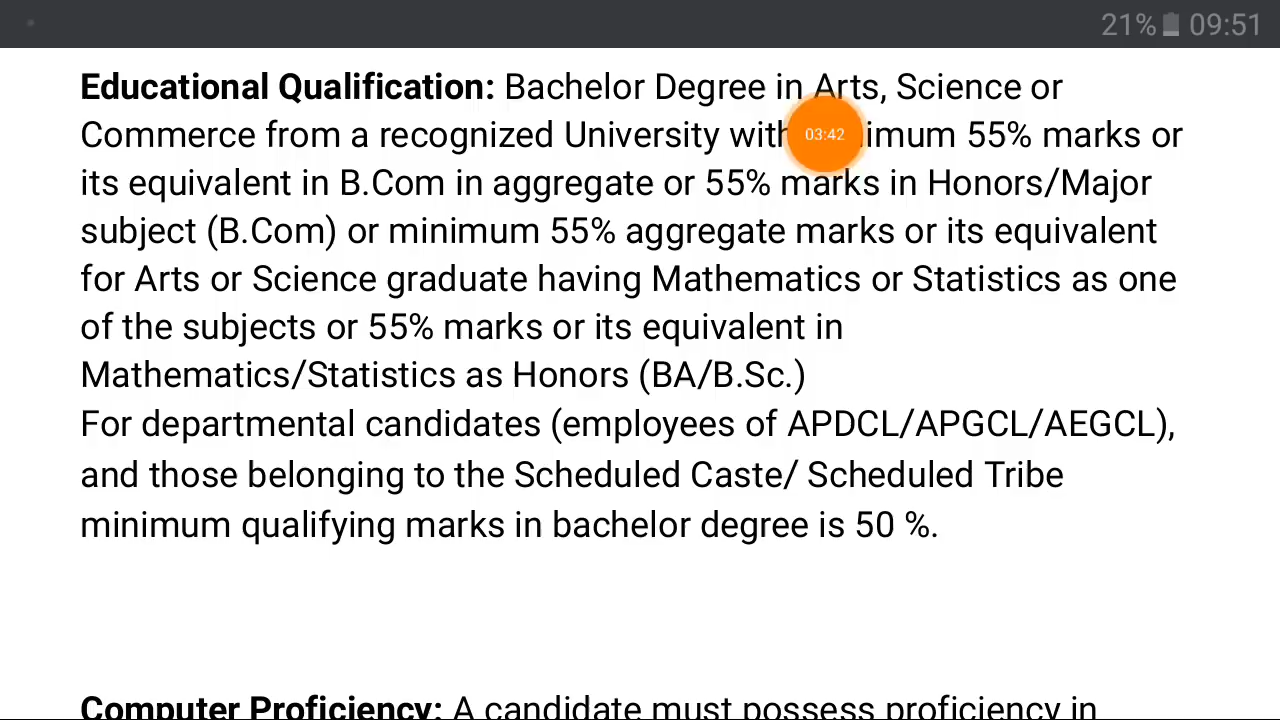 21% 09:51
Educational Qualification: Bachelor Degree in Arts, Science or
03:42
Commerce from a recognized University with imum 55% marks or
its equivalent in B.Com in aggregate or 55% marks in Honors/Major
subject (B.Com) or minimum 55% aggregate marks or its equivalent
for Arts or Science graduate having Mathematics or Statistics as one
of the subjects or 55% marks or its equivalent in
Mathematics/Statistics as Honors (BA/B.Sc.)
For departmental candidates (employees of APDCL/APGCL/AEGCL),
and those belonging to the Scheduled Caste/ Scheduled Tribe
minimum qualifying marks in bachelor degree is 50 %.
Computer Proficiency: A candidate must possess proficiency in